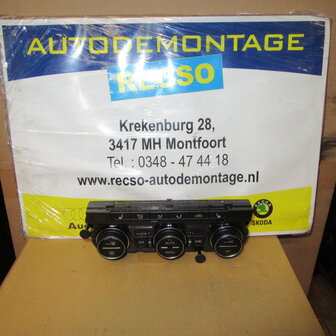 AUTODEMONTAGE
RECSO
Krekenburg 28,
3417 MH Montfoort
Tel. : 0348 - 47 44 18
www.recso-autodemontage.nl
SKODA